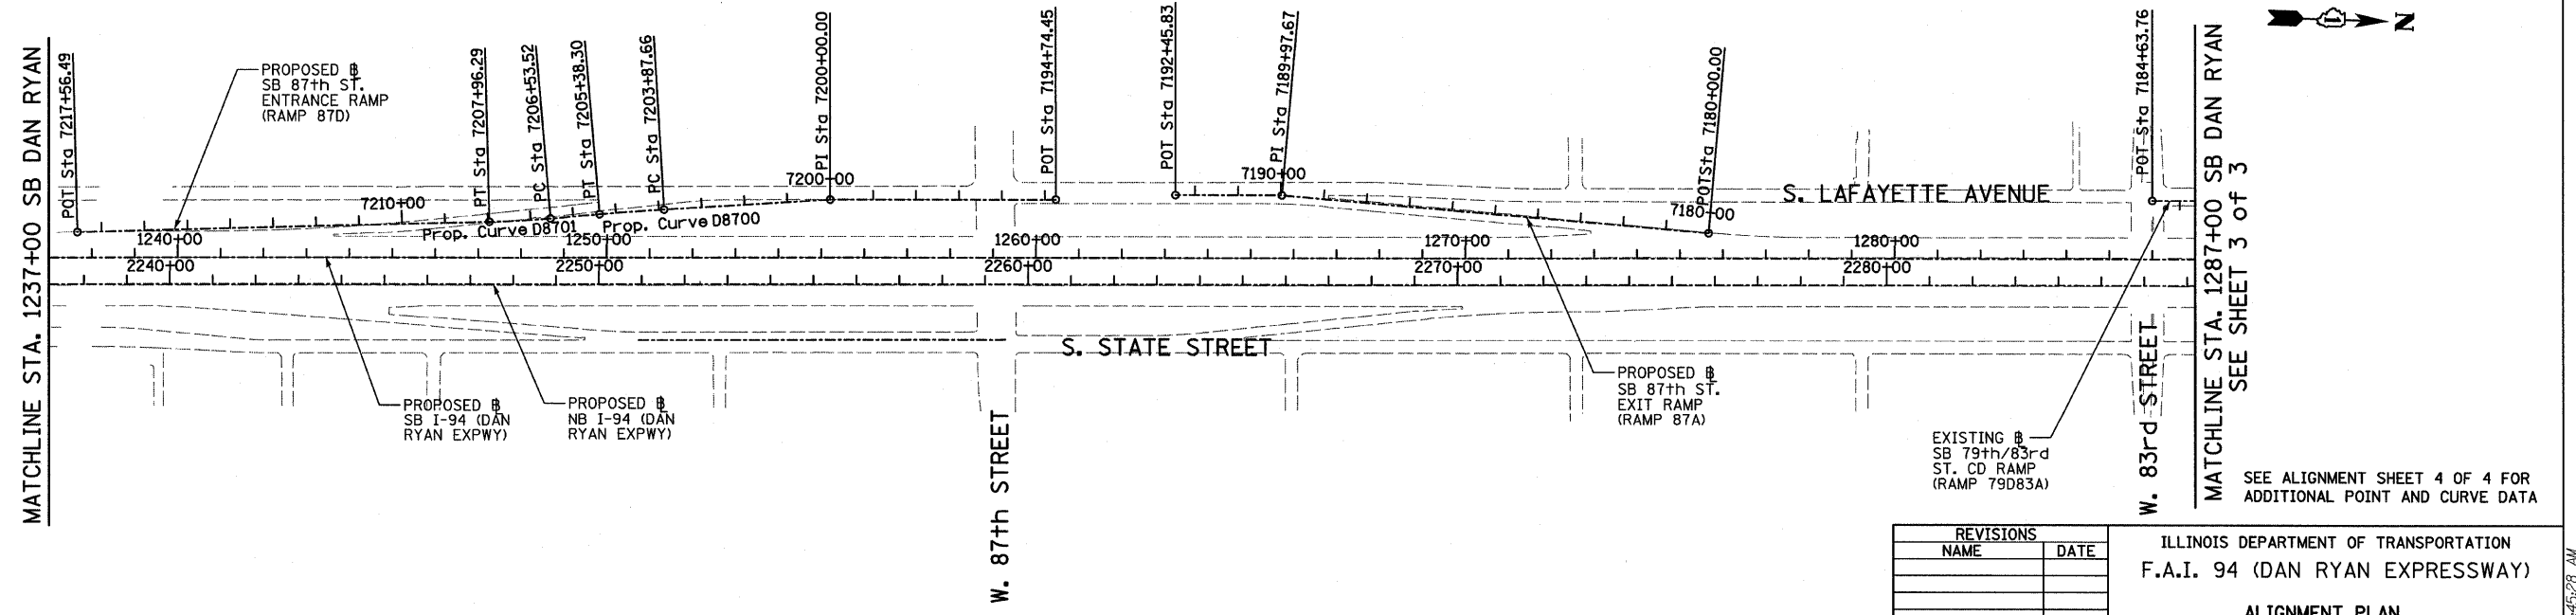 MATCHLINE STA. 1237+00 SB DAN RYAN
POT Sta 7217+56.49
PROPOSED ⅊
SB 87th ST.
ENTRANCE RAMP
(RAMP 87D)
PT Sta 7207+96.29
PC Sta 7206+53.52
PT Sta 7205+38.30
PC Sta 7203+87.66
PI Sta 7200+00.00
POT Sta 7194+74.45
POT Sta 7192+45.83
PI Sta 7189+97.67
POTSta 7180+00.00
POT Sta 7184+63.76
N
7210+00
7200+00
7190+00
7180+00
S. LAFAYETTE AVENUE
Prop. Curve D8701
Prop. Curve D8700
1240+00
1250+00
1260+00
1270+00
1280+00
2240+00
2250+00
2260+00
2270+00
2280+00
S. STATE STREET
PROPOSED ⅊
SB I-94 (DAN
RYAN EXPWY)
PROPOSED ⅊
NB I-94 (DAN
RYAN EXPWY)
W. 87th STREET
PROPOSED ⅊
SB 87th ST.
EXIT RAMP
(RAMP 87A)
EXISTING ⅊
SB 79th/83rd
ST. CD RAMP
(RAMP 79D83A)
W. 83rd STREET
MATCHLINE STA. 1287+00 SB DAN RYAN
SEE SHEET 3 of 3
SEE ALIGNMENT SHEET 4 OF 4 FOR
ADDITIONAL POINT AND CURVE DATA
REVISIONS
NAME DATE
ILLINOIS DEPARTMENT OF TRANSPORTATION
F.A.I. 94 (DAN RYAN EXPRESSWAY)
ALIGNMENT PLAN